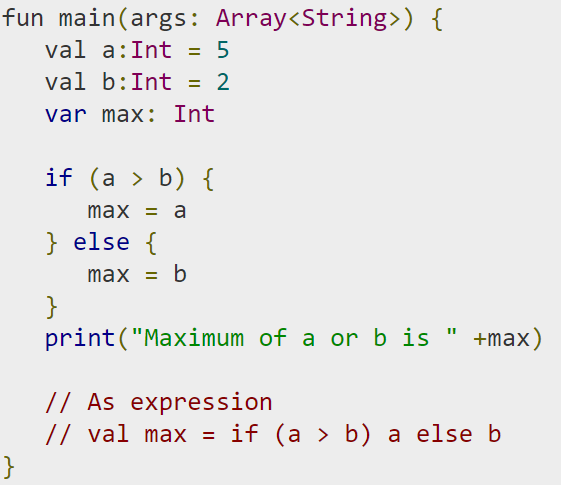 fun main(args: Array<String>) {
   val a:Int = 5
   val b:Int = 2
   var max: Int

   if (a > b) {
      max = a
   } else {
      max = b
   }
   print("Maximum of a or b is " +max)

   // As expression
   // val max = if (a > b) a else b
}